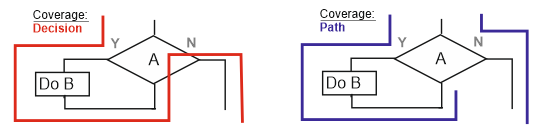 Coverage:
Decision
Y
N
A
Do B
Coverage:
Path
Y
N
A
Do B